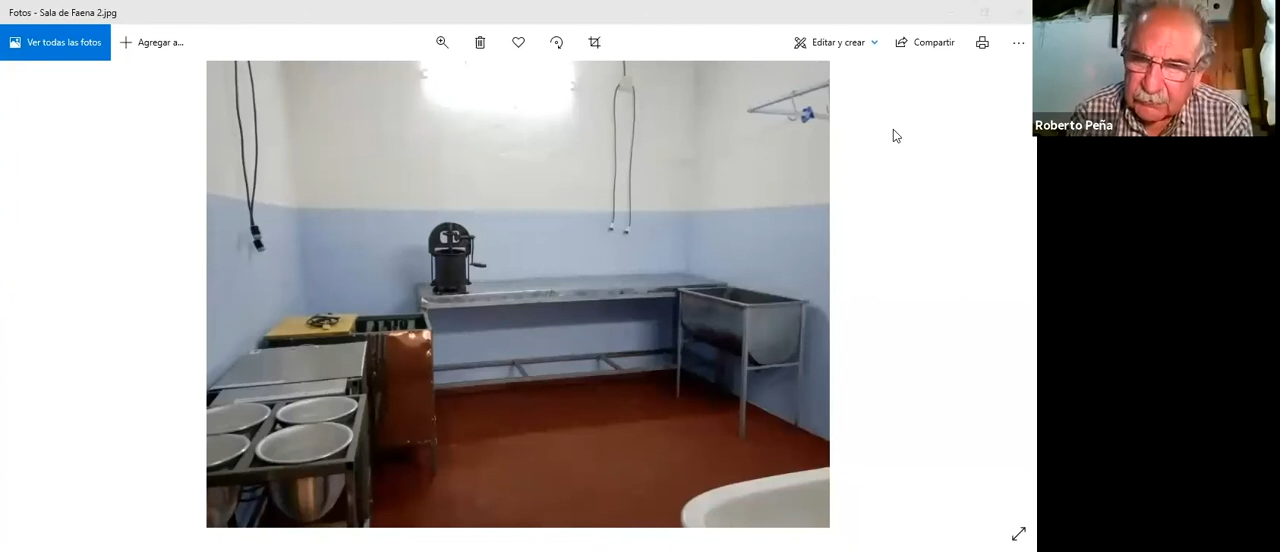 Fotos - Sala de Faena 2.jpg
Ver todas las fotos
Agregar a...
Editar y crear
Compartir
Roberto Peña